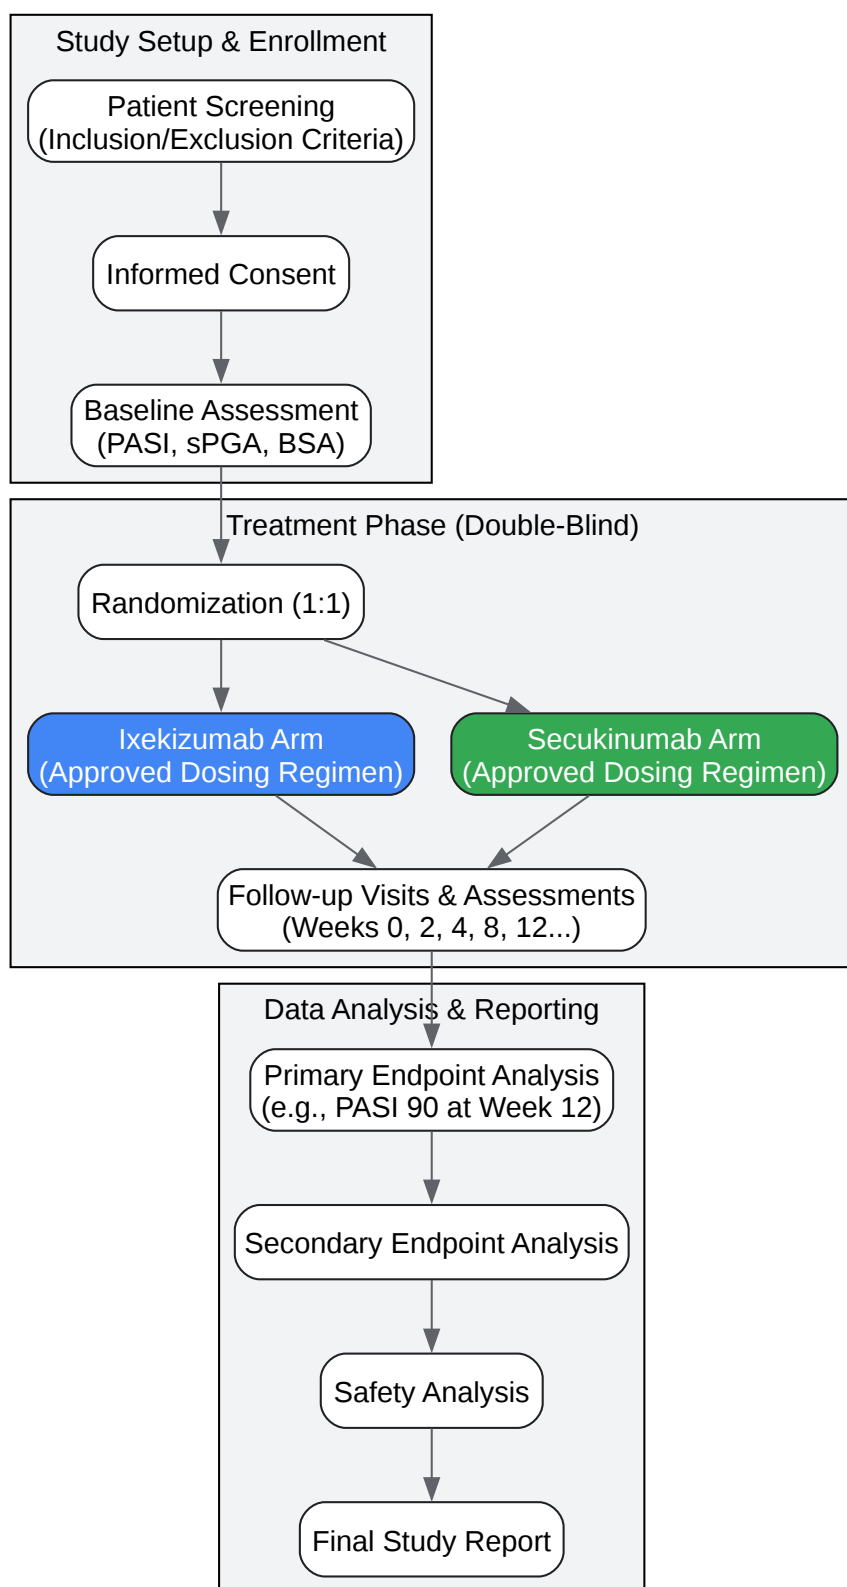 Study Setup & Enrollment
Patient Screening
(Inclusion/Exclusion Criteria)
Informed Consent
Baseline Assessment
(PASI, sPGA, BSA)
Treatment Phase (Double-Blind)
Randomization (1:1)
Ixekizumab Arm
(Approved Dosing Regimen)
Secukinumab Arm
(Approved Dosing Regimen)
Follow-up Visits & Assessments
(Weeks 0, 2, 4, 8, 12...)
Data Analysis & Reporting
Primary Endpoint Analysis
(e.g., PASI 90 at Week 12)
Secondary Endpoint Analysis
Safety Analysis
Final Study Report